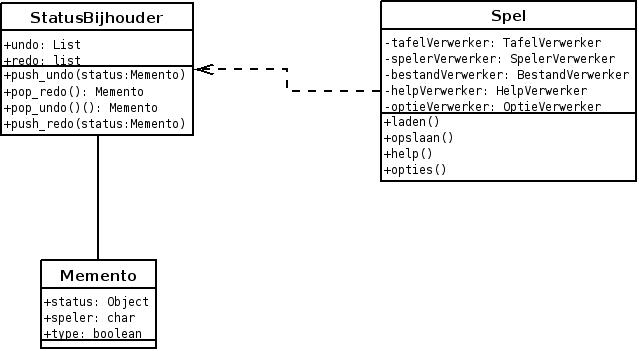 StatusBijhouder
+undo: List
+redo: list
+push_undo(status:Memento)
+pop_redo(): Memento
+pop_undo()(): Memento
+push_redo(status:Memento)
Spel
-tafelVerwerker: TafelVerwerker
-spelerVerwerker: SpelerVerwerker
-bestandVerwerker: BestandVerwerker
-helpVerwerker: HelpVerwerker
-optieVerwerker: OptieVerwerker
+laden()
+opslaan()
+help()
+opties()
Memento
+status: Object
+speler: char
+type: boolean